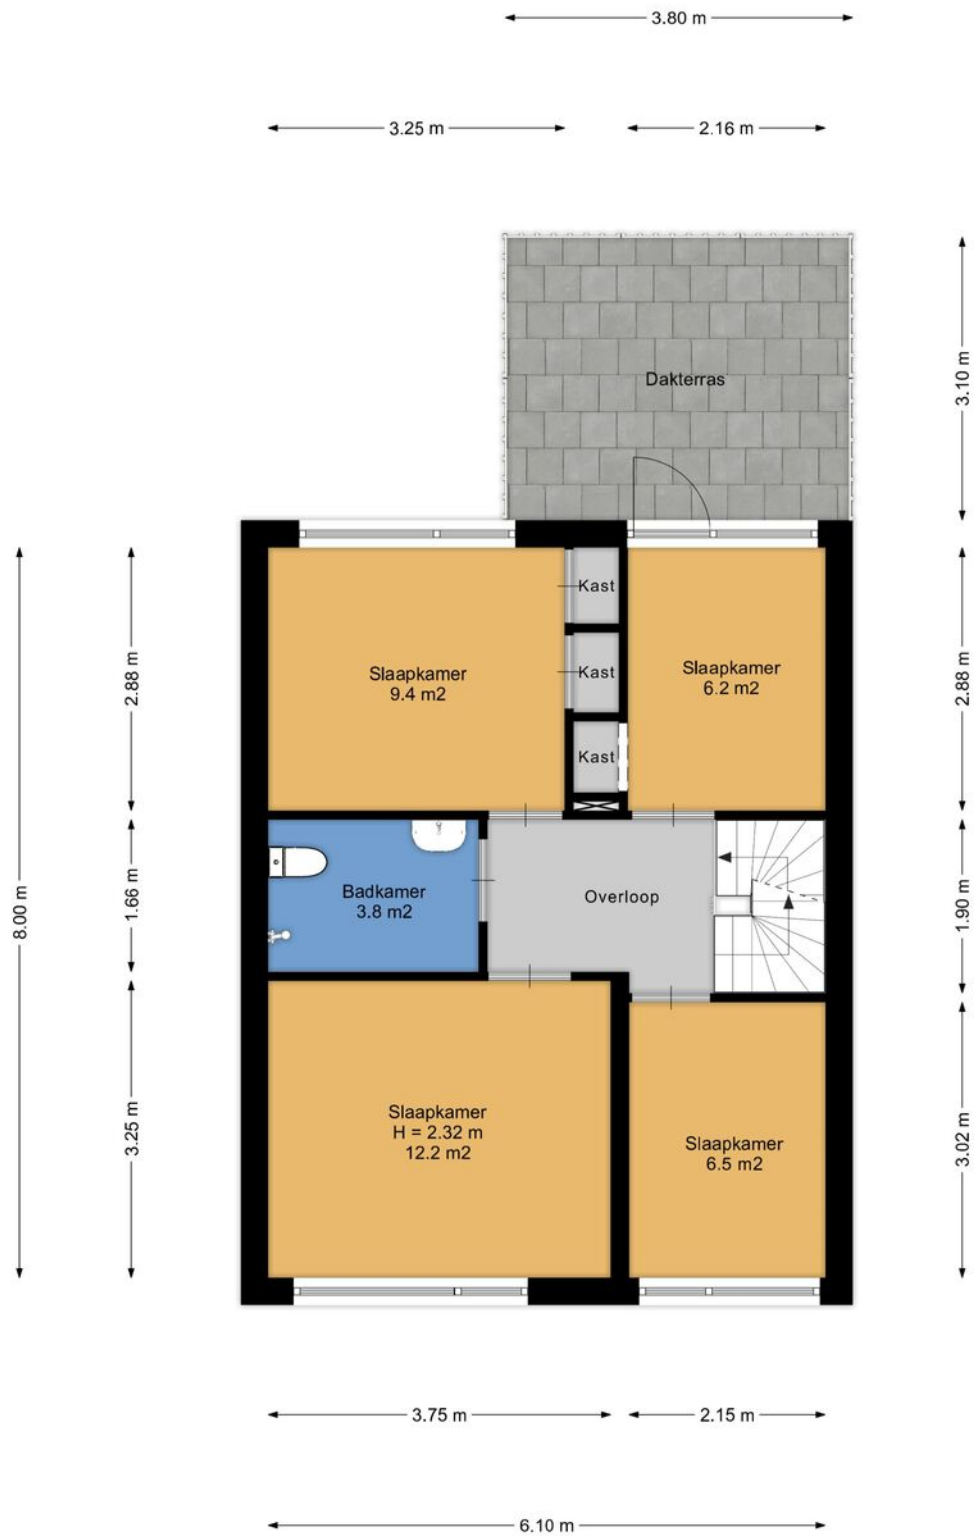 3.80 m
3.25 m
2.16 m
3.10 m
Dakterras
8.00 m
2.88 m
1.66 m
3.25 m
Kast
Kast
Kast
Slaapkamer
9.4 m2
Slaapkamer
6.2 m2
2.88 m
Badkamer
3.8 m2
Overloop
1.90 m
Slaapkamer
H = 2.32 m
12.2 m2
Slaapkamer
6.5 m2
3.02 m
3.75 m
2.15 m
6.10 m